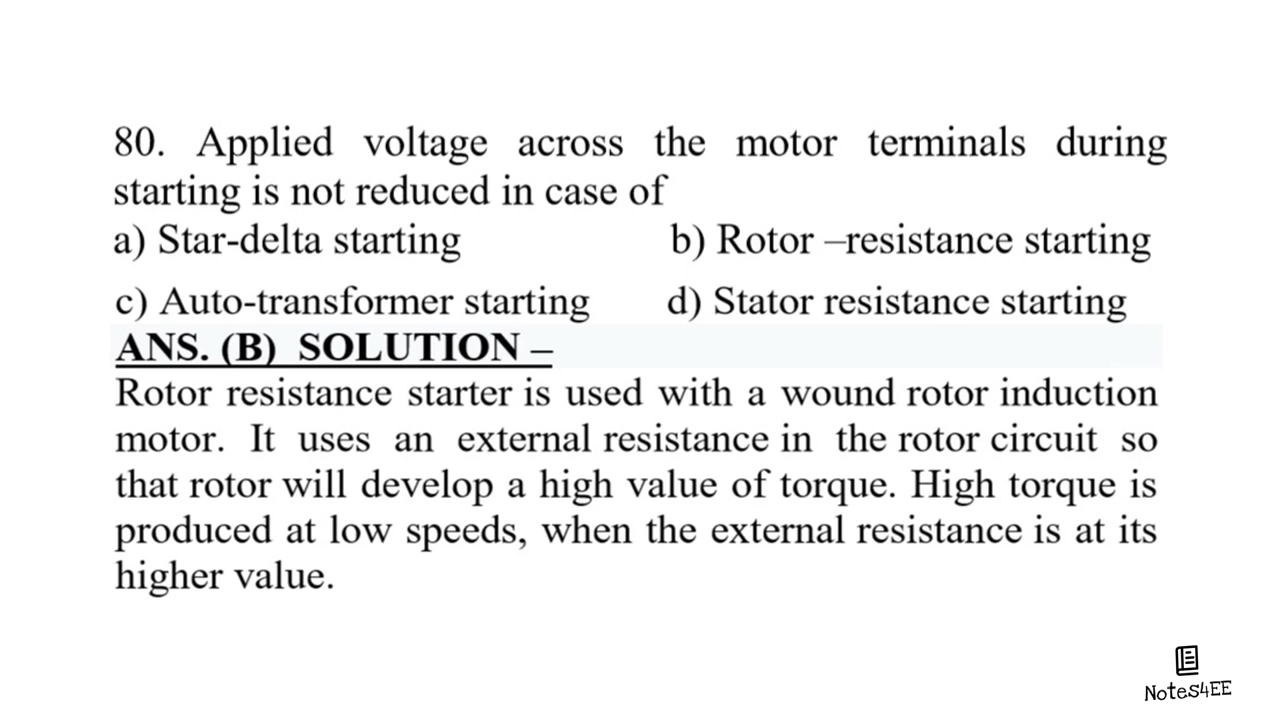 80. Applied voltage across the motor terminals during
starting is not reduced in case of
a) Star-delta starting b) Rotor –resistance starting
c) Auto-transformer starting d) Stator resistance starting
ANS. (B) SOLUTION –
Rotor resistance starter is used with a wound rotor induction
motor. It uses an external resistance in the rotor circuit so
that rotor will develop a high value of torque. High torque is
produced at low speeds, when the external resistance is at its
higher value.
Notes4EE